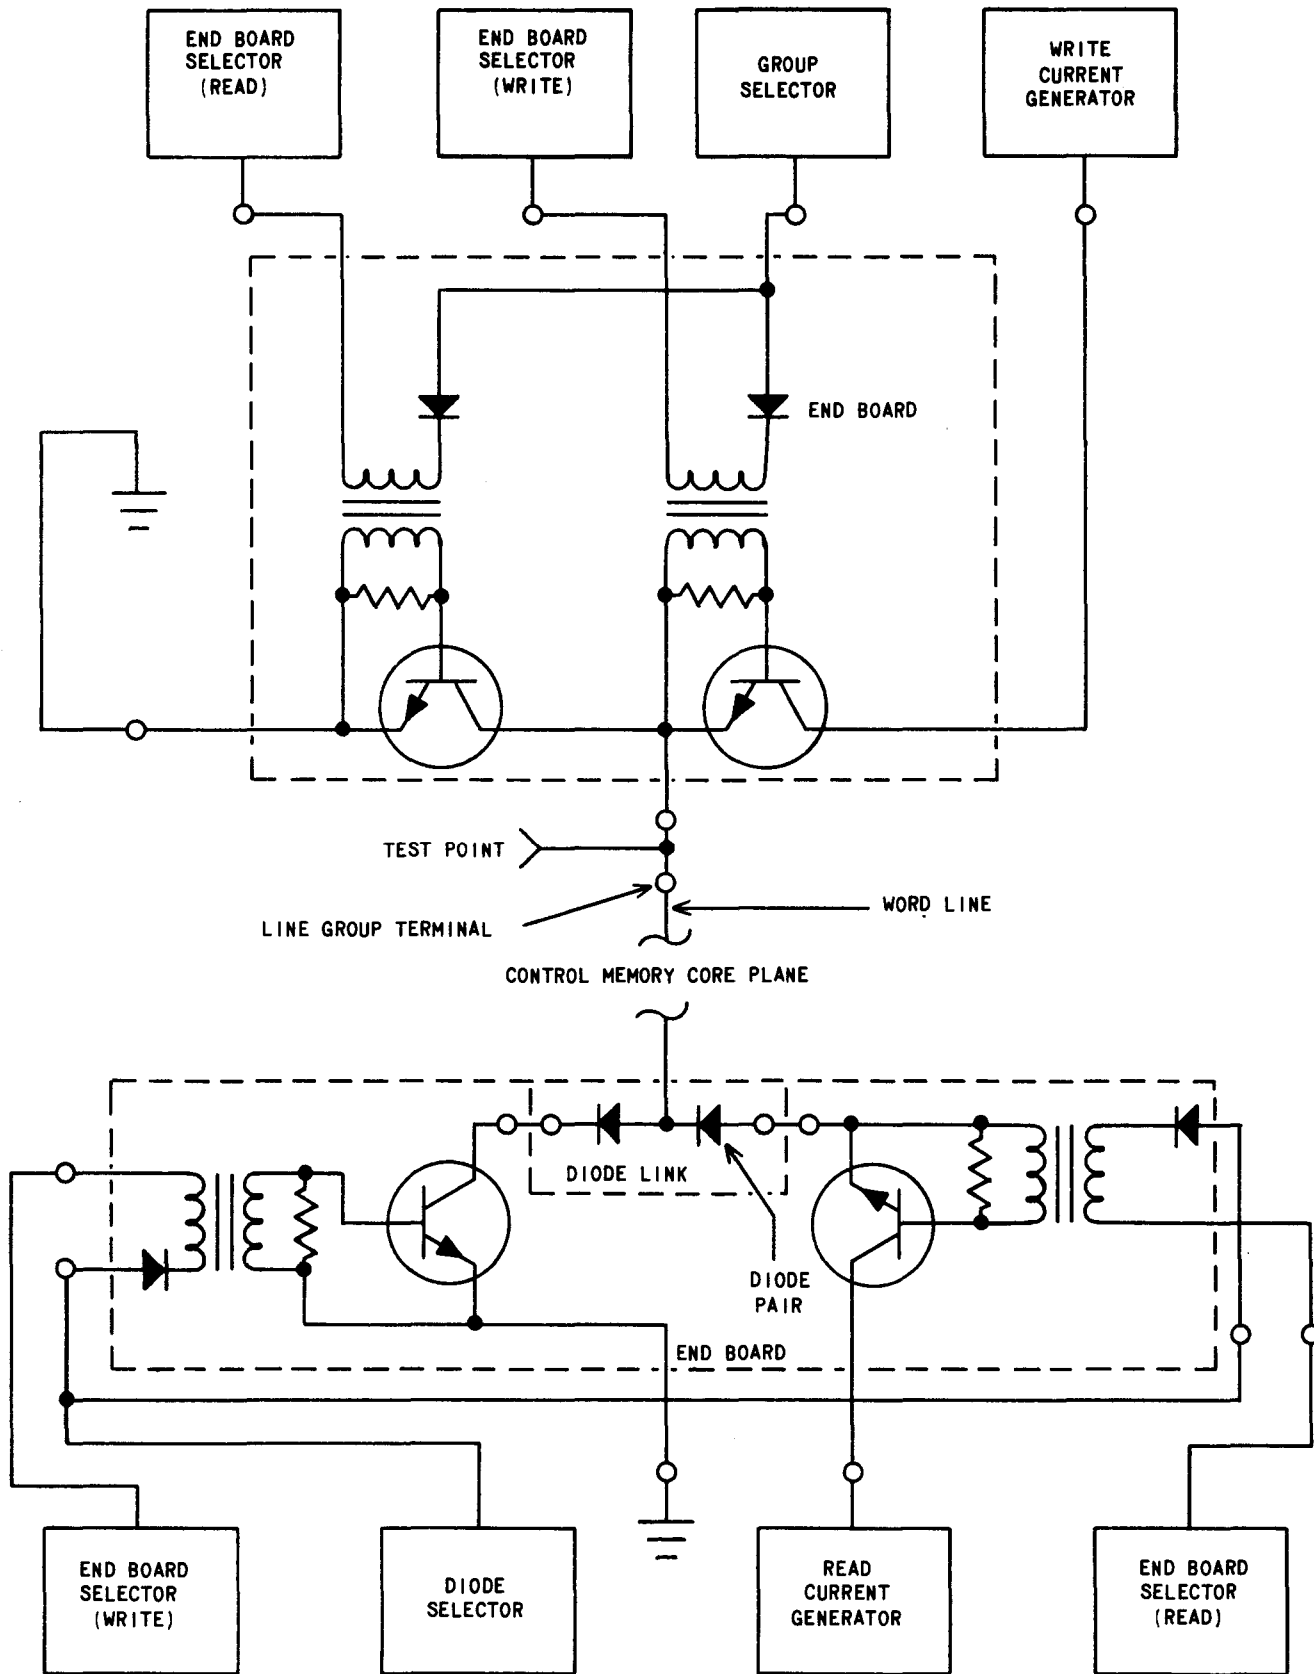 END BOARD
SELECTOR
(READ)
END BOARD
SELECTOR
(WRITE)
GROUP
SELECTOR
WRITE
CURRENT
GENERATOR
END BOARD
TEST POINT
LINE GROUP TERMINAL
WORD LINE
CONTROL MEMORY CORE PLANE
DIODE LINK
DIODE
PAIR
END BOARD
END BOARD
SELECTOR
(WRITE)
DIODE
SELECTOR
READ
CURRENT
GENERATOR
END BOARD
SELECTOR
(READ)